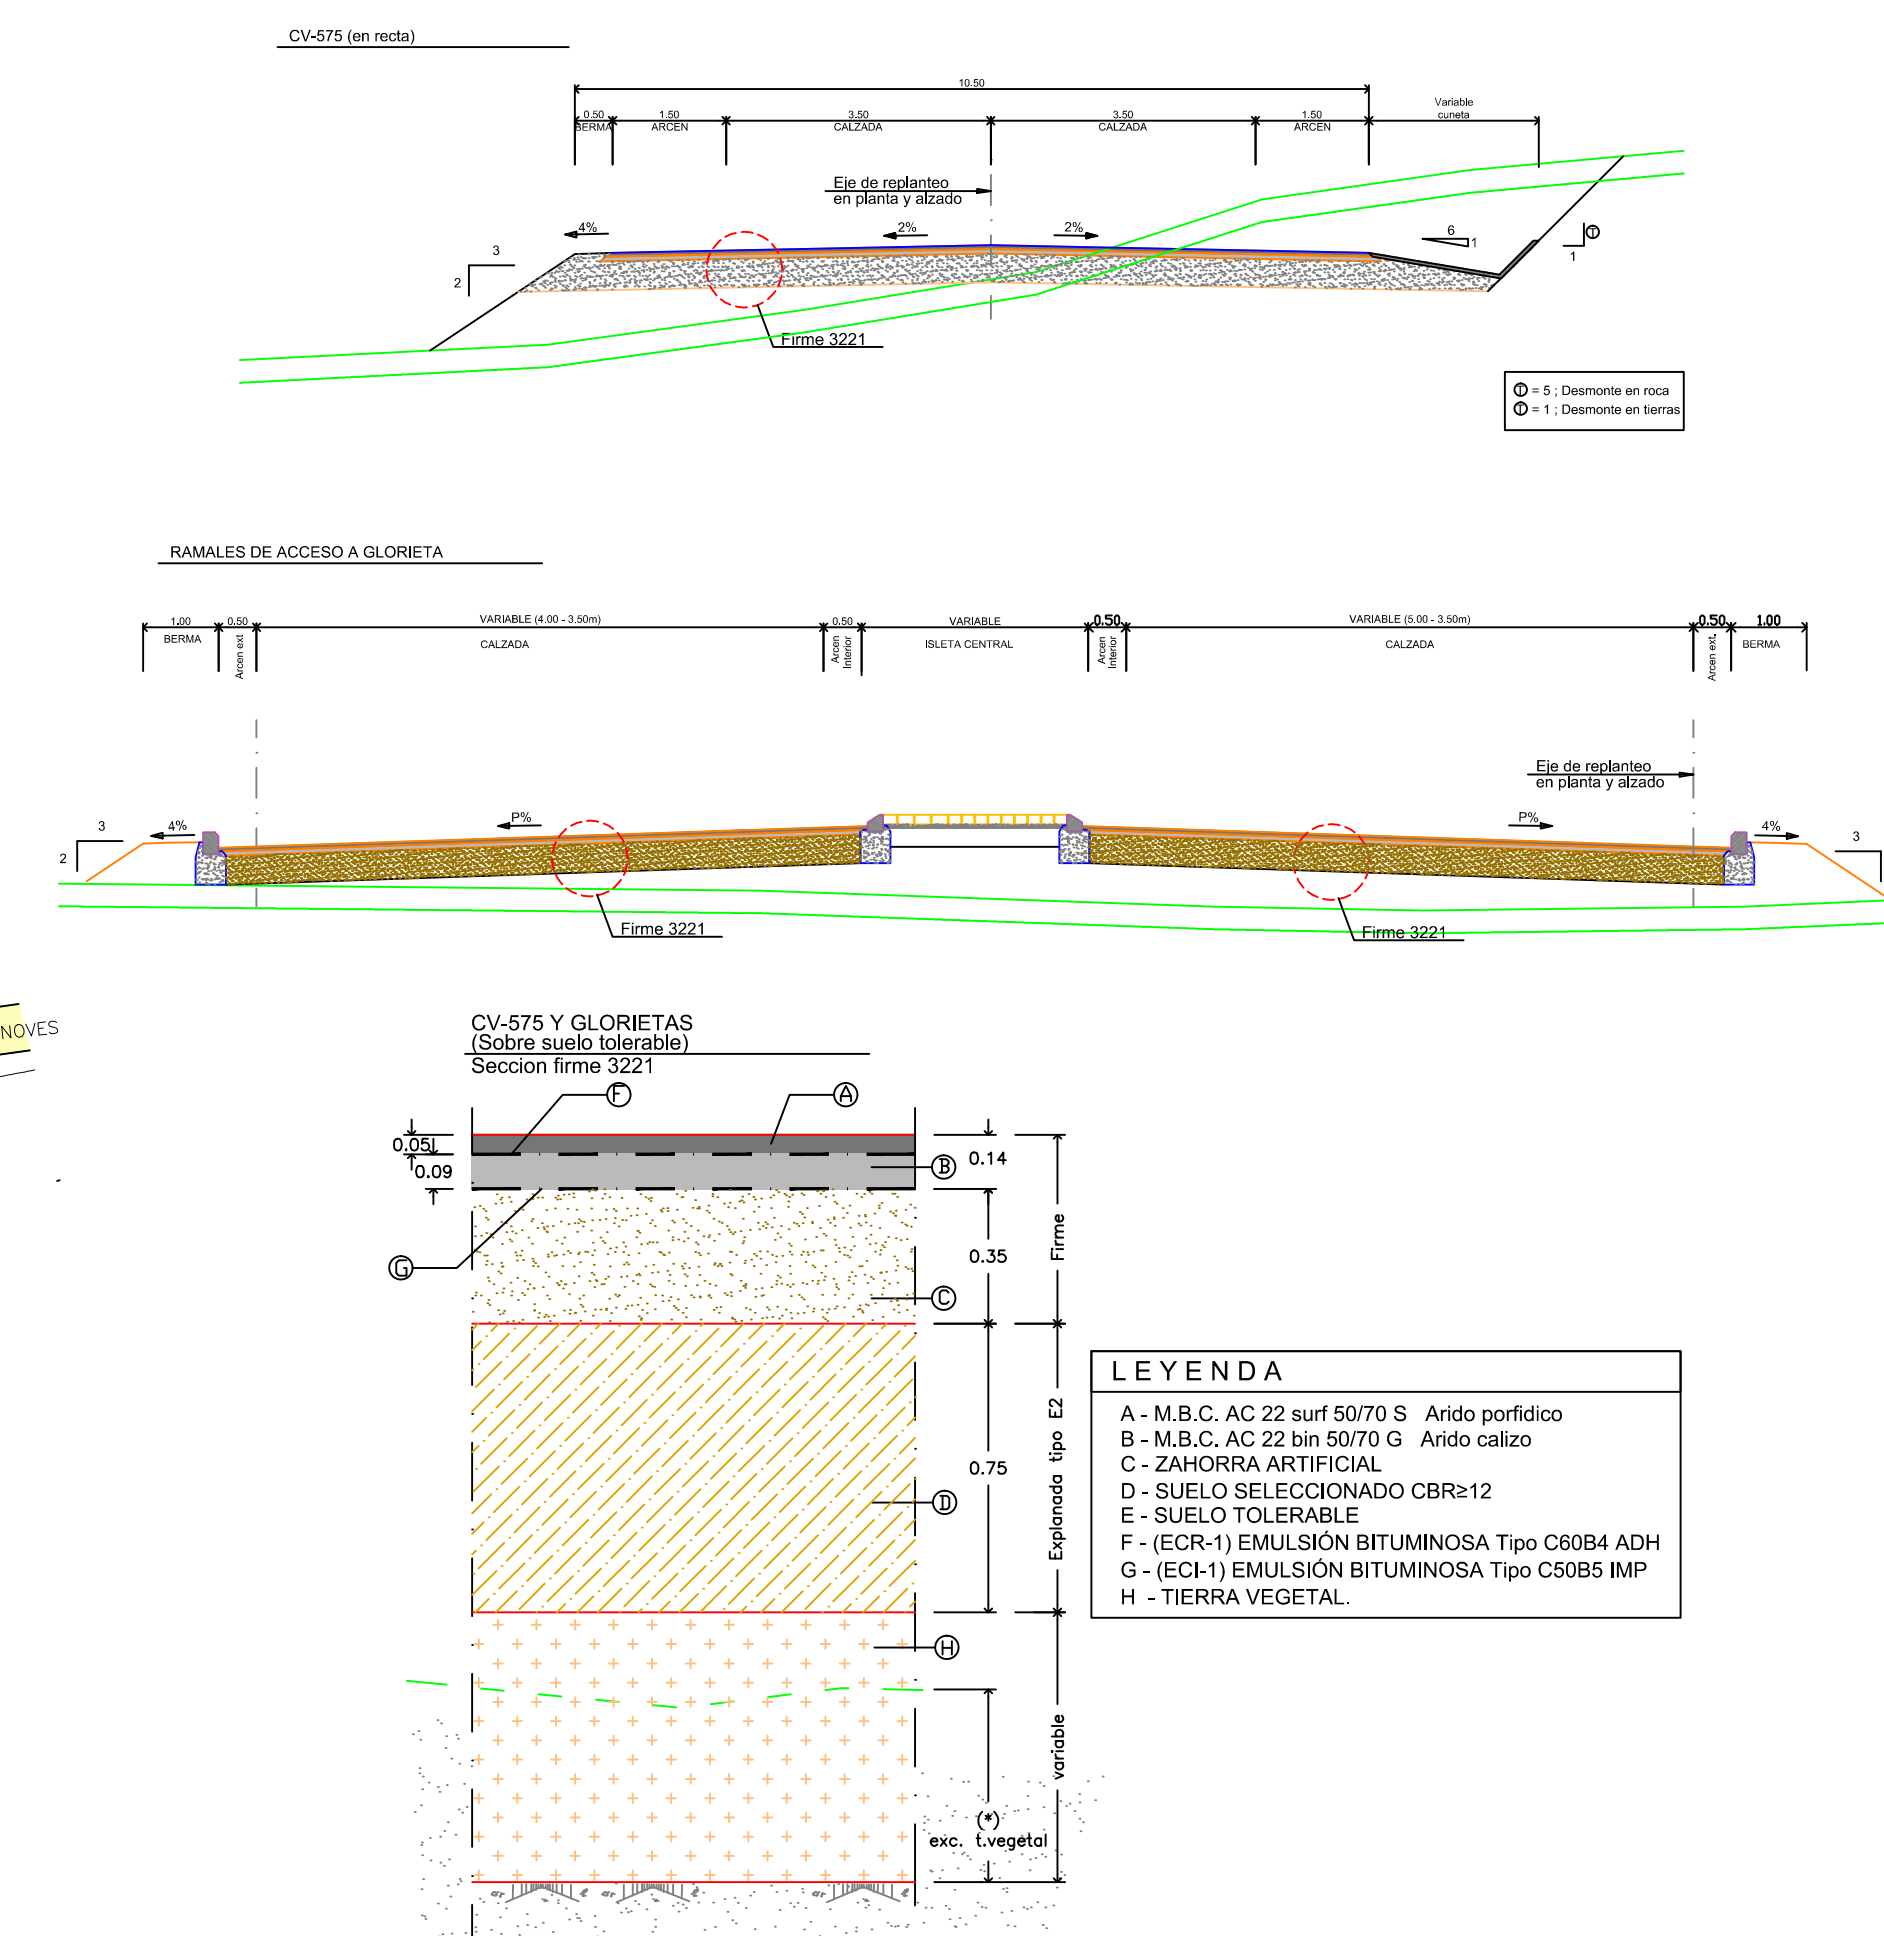 CV-575 (en recta)
10.50
0.50 1.50 3.50 3.50 1.50 Variable
BERMA ARCEN CALZADA CALZADA ARCEN cuneta
Eje de replanteo
en planta y alzado
4% 2% 2%
3
2
6
1
T
1
Firme 3221
T = 5 ; Desmonte en roca
T = 1 ; Desmonte en tierras
RAMALES DE ACCESO A GLORIETA
1.00 0.50 VARIABLE (4.00 - 3.50m) 0.50 VARIABLE 0.50 VARIABLE (5.00 - 3.50m) 0.50 1.00
BERMA Arcen ext CALZADA Arcen Interior ISLETA CENTRAL Arcen Interior CALZADA Arcen ext. BERMA
Eje de replanteo
en planta y alzado
3
2
4% P% P% 4%
3
2
Firme 3221
Firme 3221
NOVES
CV-575 Y GLORIETAS
(Sobre suelo tolerable)
Seccion firme 3221
F A
0.05
0.09
B 0.14
G
0.35 Firme
C
0.75 Explanada tipo E2
D
H
variable
(*)
exc. t.vegetal
LEYENDA
A - M.B.C. AC 22 surf 50/70 S Arido porfidico
B - M.B.C. AC 22 bin 50/70 G Arido calizo
C - ZAHORRA ARTIFICIAL
D - SUELO SELECCIONADO CBR≥12
E - SUELO TOLERABLE
F - (ECR-1) EMULSIÓN BITUMINOSA Tipo C60B4 ADH
G - (ECI-1) EMULSIÓN BITUMINOSA Tipo C50B5 IMP
H - TIERRA VEGETAL.